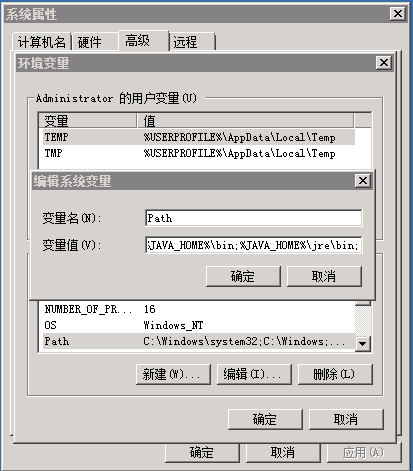 系统属性
计算机名 硬件 高级 远程
环境变量
Administrator 的用户变量(U)
变量 值
TEMP %USERPROFILE%\AppData\Local\Temp
TMP %USERPROFILE%\AppData\Local\Temp
编辑系统变量
变量名(N): Path
变量值(V): %JAVA_HOME%\bin;%JAVA_HOME%\jre\bin;
确定 取消
NUMBER_OF_PR... 16
OS Windows_NT
Path C:\Windows\system32;C:\Windows;...
新建(W)... 编辑(I)... 删除(L)
确定 取消
确定 取消 应用(A)